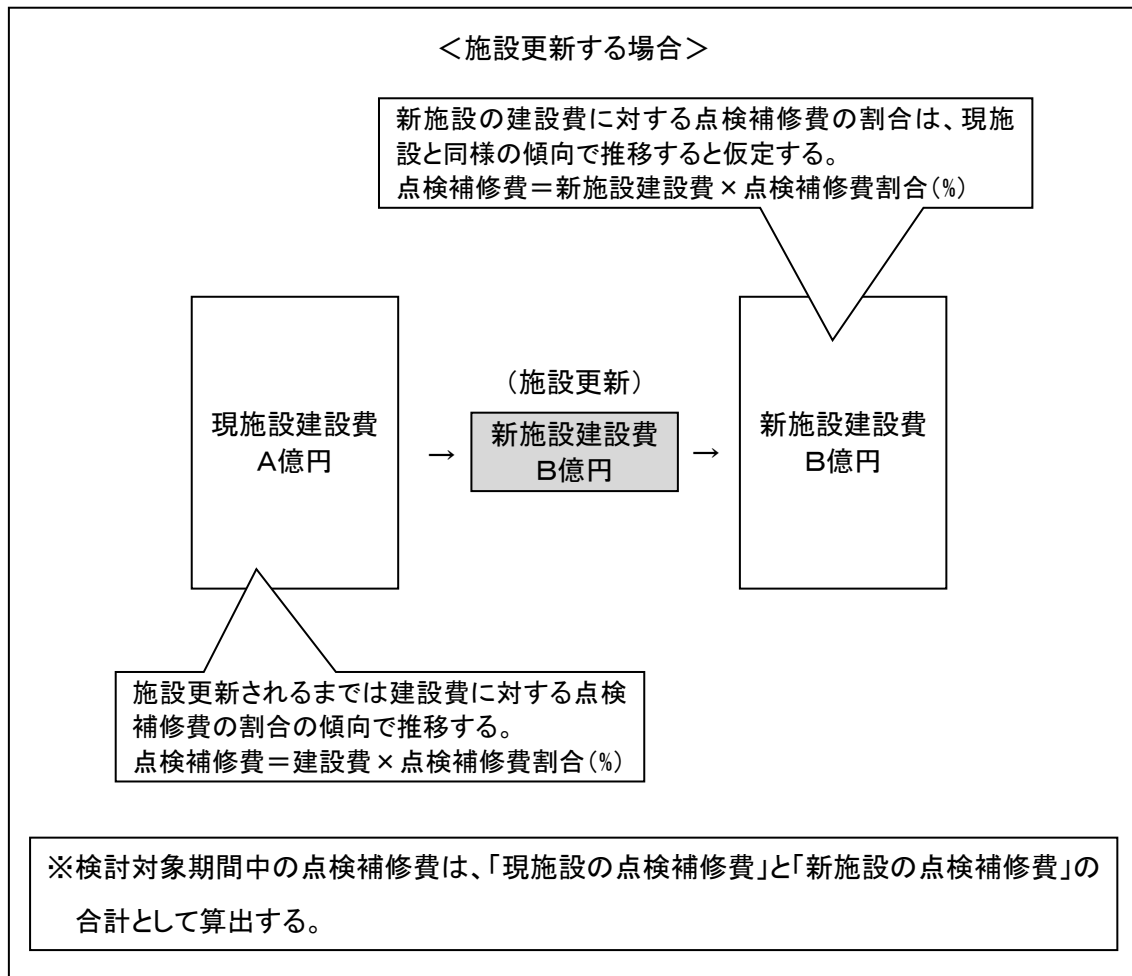 ＜施設更新する場合＞
新施設の建設費に対する点検補修費の割合は、現施
設と同様の傾向で推移すると仮定する。
点検補修費＝新施設建設費×点検補修費割合(%)
現施設建設費
A億円
→
（施設更新）
新施設建設費
B億円
→
新施設建設費
B億円
施設更新されるまでは建設費に対する点検
補修費の割合の傾向で推移する。
点検補修費＝建設費×点検補修費割合(%)
※検討対象期間中の点検補修費は、「現施設の点検補修費」と「新施設の点検補修費」の
合計として算出する。